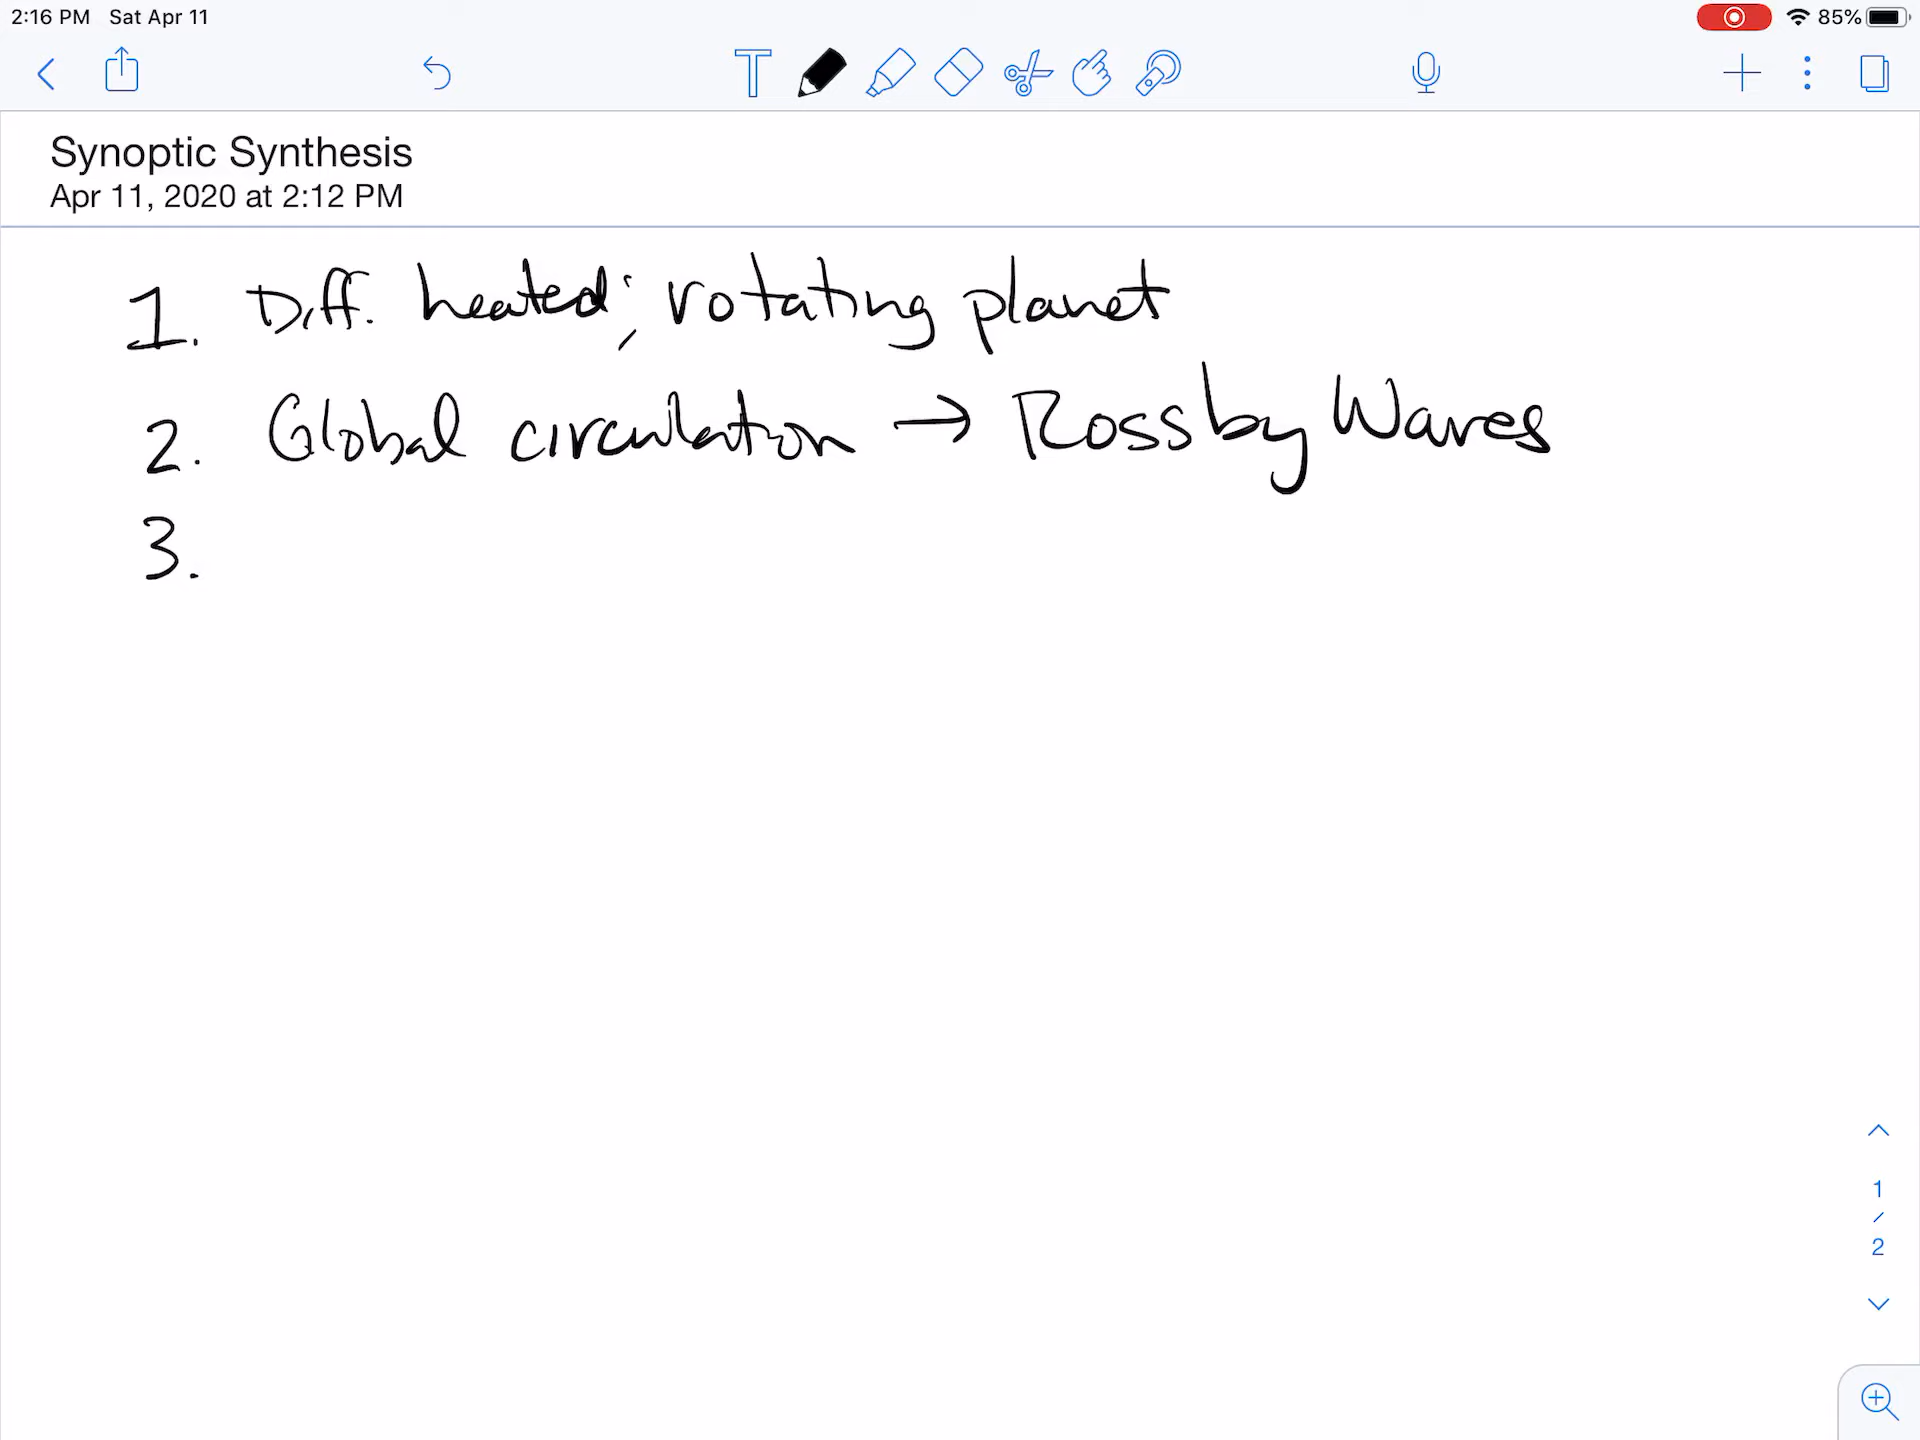 2:16 PM Sat Apr 11 85%
T
Synoptic Synthesis
Apr 11, 2020 at 2:12 PM
1. Diff. heated; rotating planet
2. Global circulation → Rossby Waves
3.
1
/
2